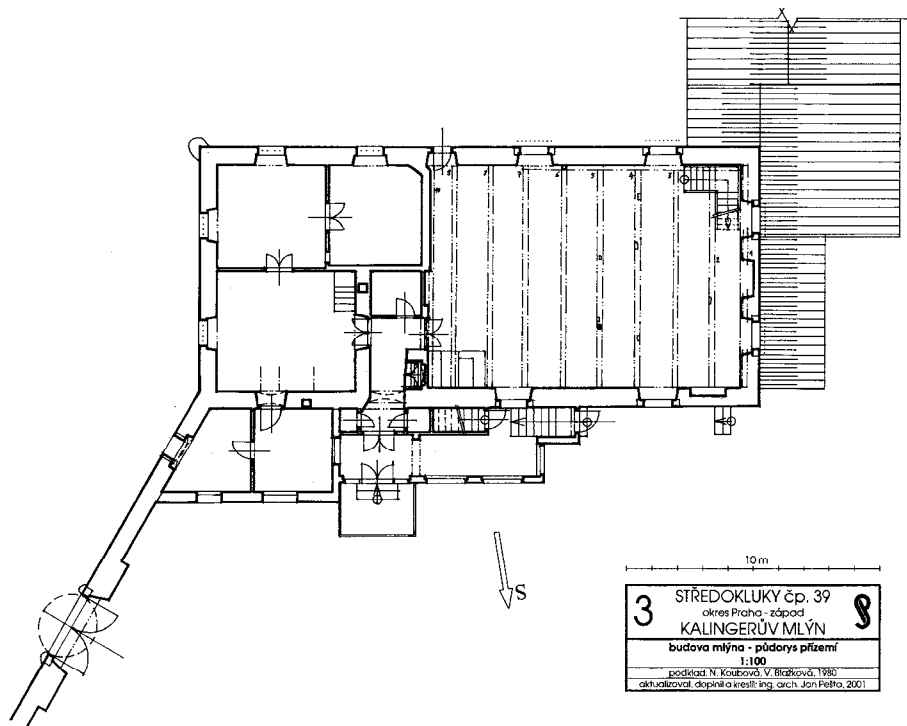 S
10 m
3
STŘEDOKLUKY čp. 39
okres Praha - západ
KALINGERŮV MLÝN
budova mlýna - půdorys přízemí
1:100
podklad: N. Koubová, V. Blažková, 1980
aktualizoval, doplnil a kreslil: ing. arch. Jan Pešta, 2001